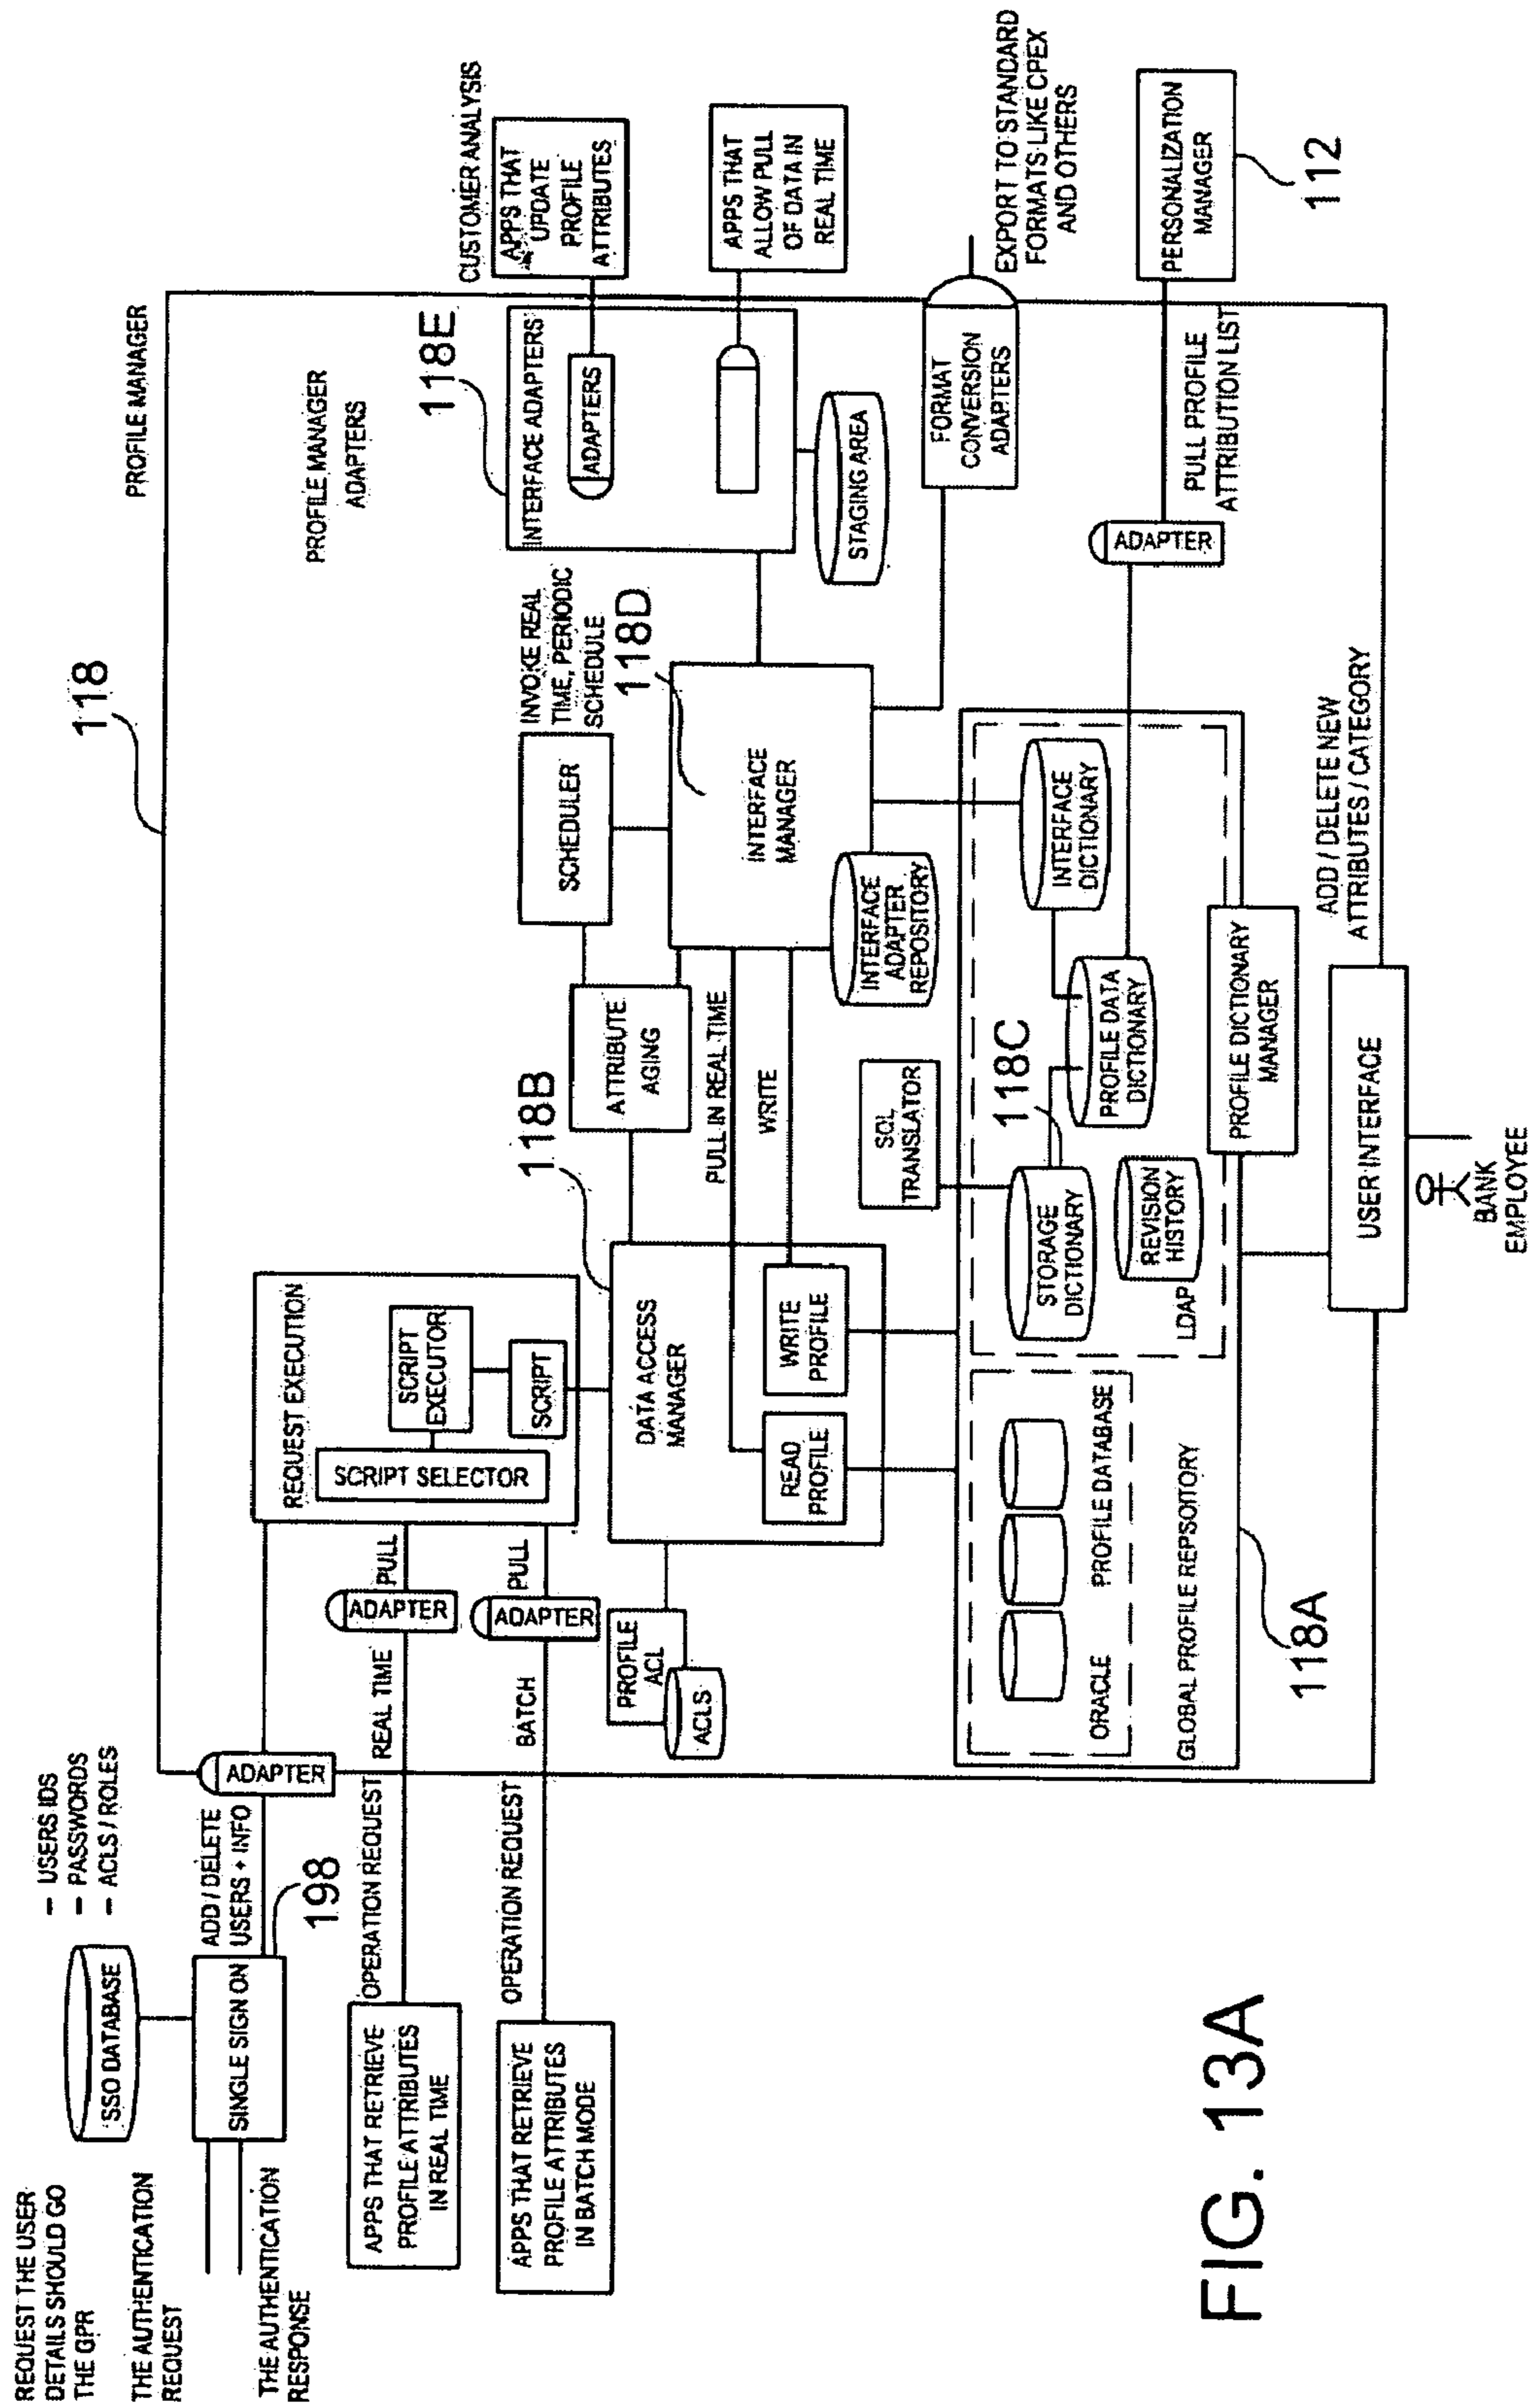 REQUEST THE USER
DETAILS SHOULD GO
THE GPR
THE AUTHENTICATION
REQUEST
THE AUTHENTICATION
RESPONSE
SSO DATABASE
– USERS IDS
– PASSWORDS
– ACLS / ROLES
SINGLE SIGN ON
ADD / DELETE
USERS + INFO
198
ADAPTER
APPS THAT RETRIEVE
PROFILE ATTRIBUTES
IN REAL TIME
OPERATION REQUEST
REAL TIME
ADAPTER
PULL
APPS THAT RETRIEVE
PROFILE ATTRIBUTES
IN BATCH MODE
OPERATION REQUEST
BATCH
ADAPTER
PULL
118
PROFILE MANAGER
PROFILE MANAGER
ADAPTERS
REQUEST EXECUTION
SCRIPT SELECTOR
SCRIPT
EXECUTOR
SCRIPT
PROFILE
ACL
ACLS
118B
DATA ACCESS
MANAGER
READ
PROFILE
WRITE
PROFILE
ATTRIBUTE
AGING
PULL IN REAL TIME
WRITE
SCHEDULER
INVOKE REAL
TIME, PERIODIC
SCHEDULE
118D
INTERFACE
MANAGER
INTERFACE
ADAPTER
REPOSITORY
118E
INTERFACE ADAPTERS
ADAPTERS
STAGING AREA
CUSTOMER ANALYSIS
APPS THAT
UPDATE
PROFILE
ATTRIBUTES
APPS THAT
ALLOW PULL
OF DATA IN
REAL TIME
FORMAT
CONVERSION
ADAPTERS
EXPORT TO STANDARD
FORMATS LIKE CPEX
AND OTHERS
SQL
TRANSLATOR
118C
STORAGE
DICTIONARY
PROFILE DATA
DICTIONARY
INTERFACE
DICTIONARY
REVISION
HISTORY
LDAP
ORACLE
PROFILE DATABASE
GLOBAL PROFILE REPSOITORY
118A
PROFILE DICTIONARY
MANAGER
ADAPTER
PULL PROFILE
ATTRIBUTION LIST
PERSONALIZATION
MANAGER
112
USER INTERFACE
ADD / DELETE NEW
ATTRIBUTES / CATEGORY
BANK
EMPLOYEE
FIG. 13A